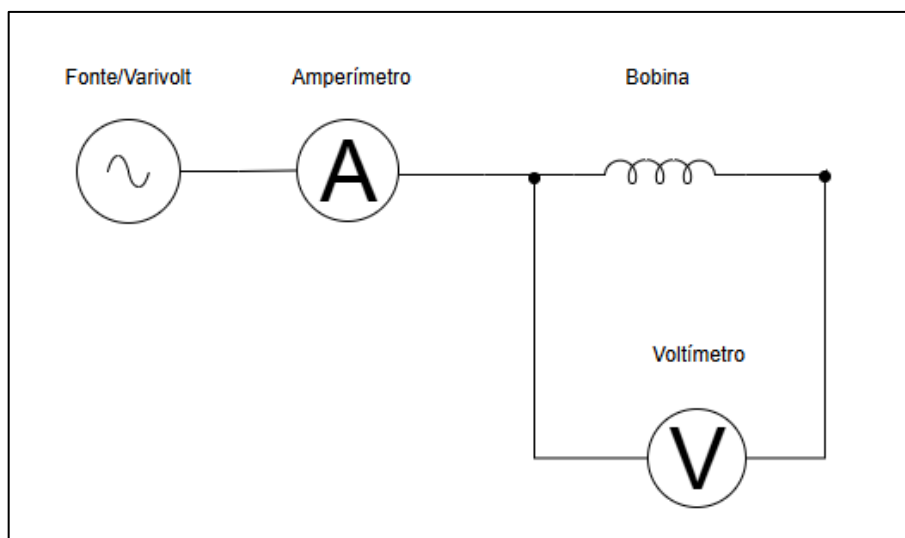 Fonte/Varivolt
Amperímetro
Bobina
A
Voltímetro
V